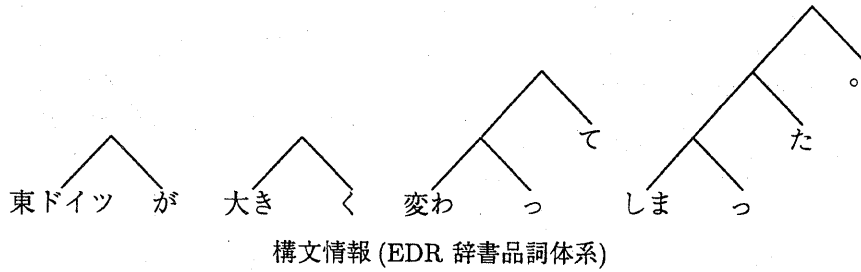 東ドイツ が 大き く 変わ っ て しま っ た 。
構文情報 (EDR 辞書品詞体系)